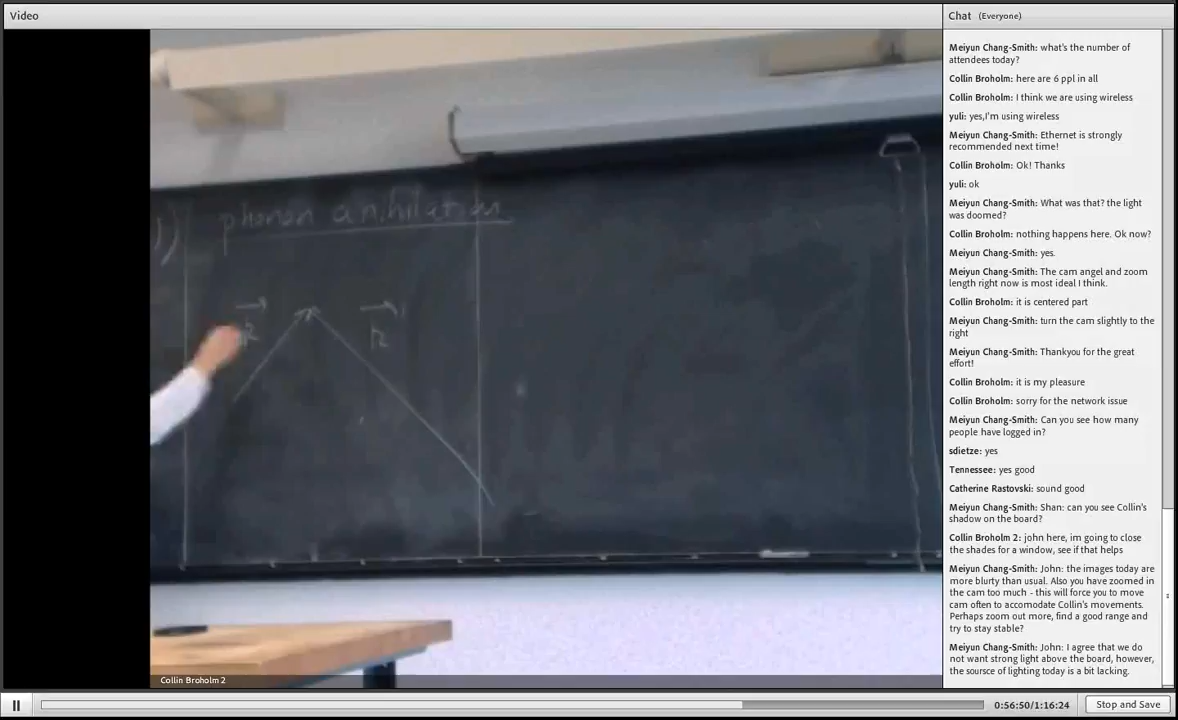 Video
1) phonon anihilation
k k'
Collin Broholm 2
Chat (Everyone)
Meiyun Chang-Smith: what's the number of
attendees today?
Collin Broholm: here are 6 ppl in all
Collin Broholm: I think we are using wireless
yuli: yes,I'm using wireless
Meiyun Chang-Smith: Ethernet is strongly
recommended next time!
Collin Broholm: Ok! Thanks
yuli: ok
Meiyun Chang-Smith: What was that? the light
was doomed?
Collin Broholm: nothing happens here. Ok now?
Meiyun Chang-Smith: yes.
Meiyun Chang-Smith: The cam angel and zoom
length right now is most ideal I think.
Collin Broholm: it is centered part
Meiyun Chang-Smith: turn the cam slightly to the
right
Meiyun Chang-Smith: Thankyou for the great
effort!
Collin Broholm: it is my pleasure
Collin Broholm: sorry for the network issue
Meiyun Chang-Smith: Can you see how many
people have logged in?
sdietze: yes
Tennessee: yes good
Catherine Rastovski: sound good
Meiyun Chang-Smith: Shan: can you see Collin's
shadow on the board?
Collin Broholm 2: john here, im going to close
the shades for a window, see if that helps
Meiyun Chang-Smith: John: the images today are
more blurty than usual. Also you have zoomed in
the cam too much - this will force you to move
cam often to accomodate Collin's movements.
Perhaps zoom out more, find a good range and
try to stay stable?
Meiyun Chang-Smith: John: I agree that we do
not want strong light above the board, however,
the soursce of lighting today is a bit lacking.
0:56:50/1:16:24
Stop and Save